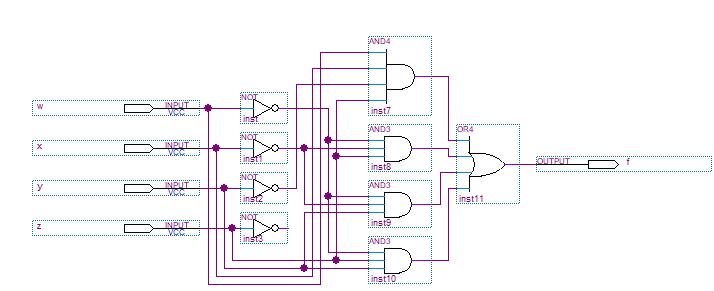 AND4
inst7
w
INPUT
VCC
NOT
inst
x
INPUT
VCC
NOT
inst1
AND3
inst8
OR4
inst11
OUTPUT
f
y
INPUT
VCC
NOT
inst2
AND3
inst9
z
INPUT
VCC
NOT
inst3
AND3
inst10